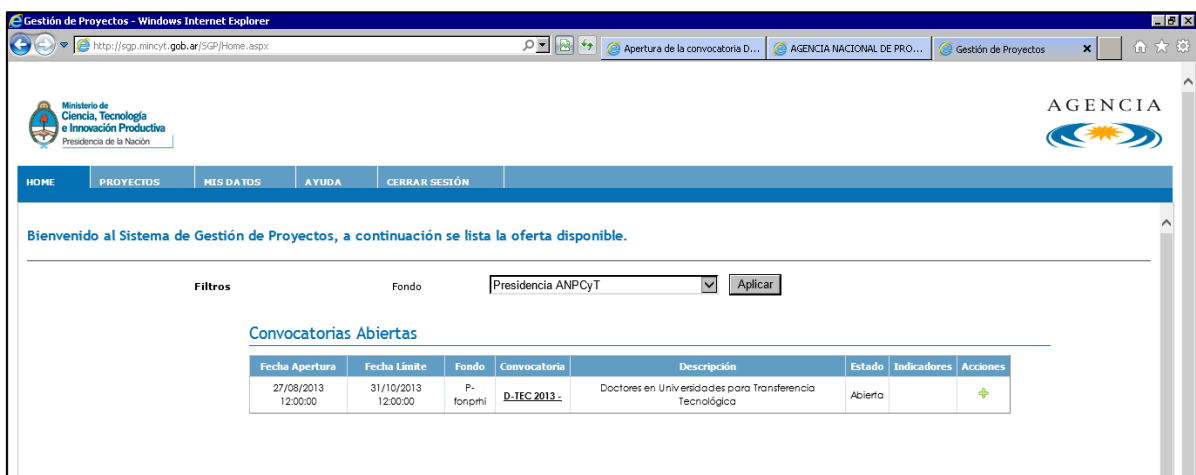 Gestión de Proyectos - Windows Internet Explorer
http://sgp.mincyt.gob.ar/SGP/Home.aspx
Apertura de la convocatoria D...
AGENCIA NACIONAL DE PRO...
Gestión de Proyectos
Ministerio de
Ciencia, Tecnología
e Innovación Productiva
Presidencia de la Nación
AGENCIA
HOME PROYECTOS MIS DATOS AYUDA CERRAR SESIÓN
Bienvenido al Sistema de Gestión de Proyectos, a continuación se lista la oferta disponible.
Filtros Fondo Presidencia ANPCyT Aplicar
Convocatorias Abiertas
Fecha Apertura Fecha Límite Fondo Convocatoria Descripción Estado Indicadores Acciones
27/08/2013 12:00:00
31/10/2013 12:00:00
P-fonprhi
D-TEC 2013 -
Doctores en Universidades para Transferencia
Tecnológica
Abierta